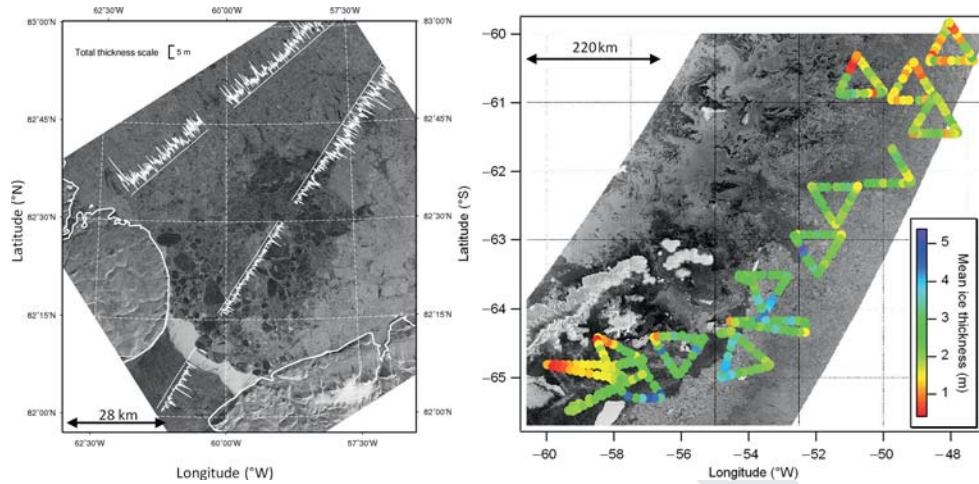 62˚30'W 60˚00'W 57˚30'W
83˚00'N 83˚00'N
Total thickness scale 5 m
82˚45'N 82˚45'N
82˚30'N 82˚30'N
82˚15'N 82˚15'N
82˚00'N 82˚00'N
Latitude (°N)
28 km
62˚30'W 60˚00'W 57˚30'W
Longitude (°W)
220km
Latitude (°S)
−60
−61
−62
−63
−64
−65
−60 −58 −56 −54 −52 −50 −48
Longitude (°W)
5
4
3
2
1
Mean ice thickness (m)